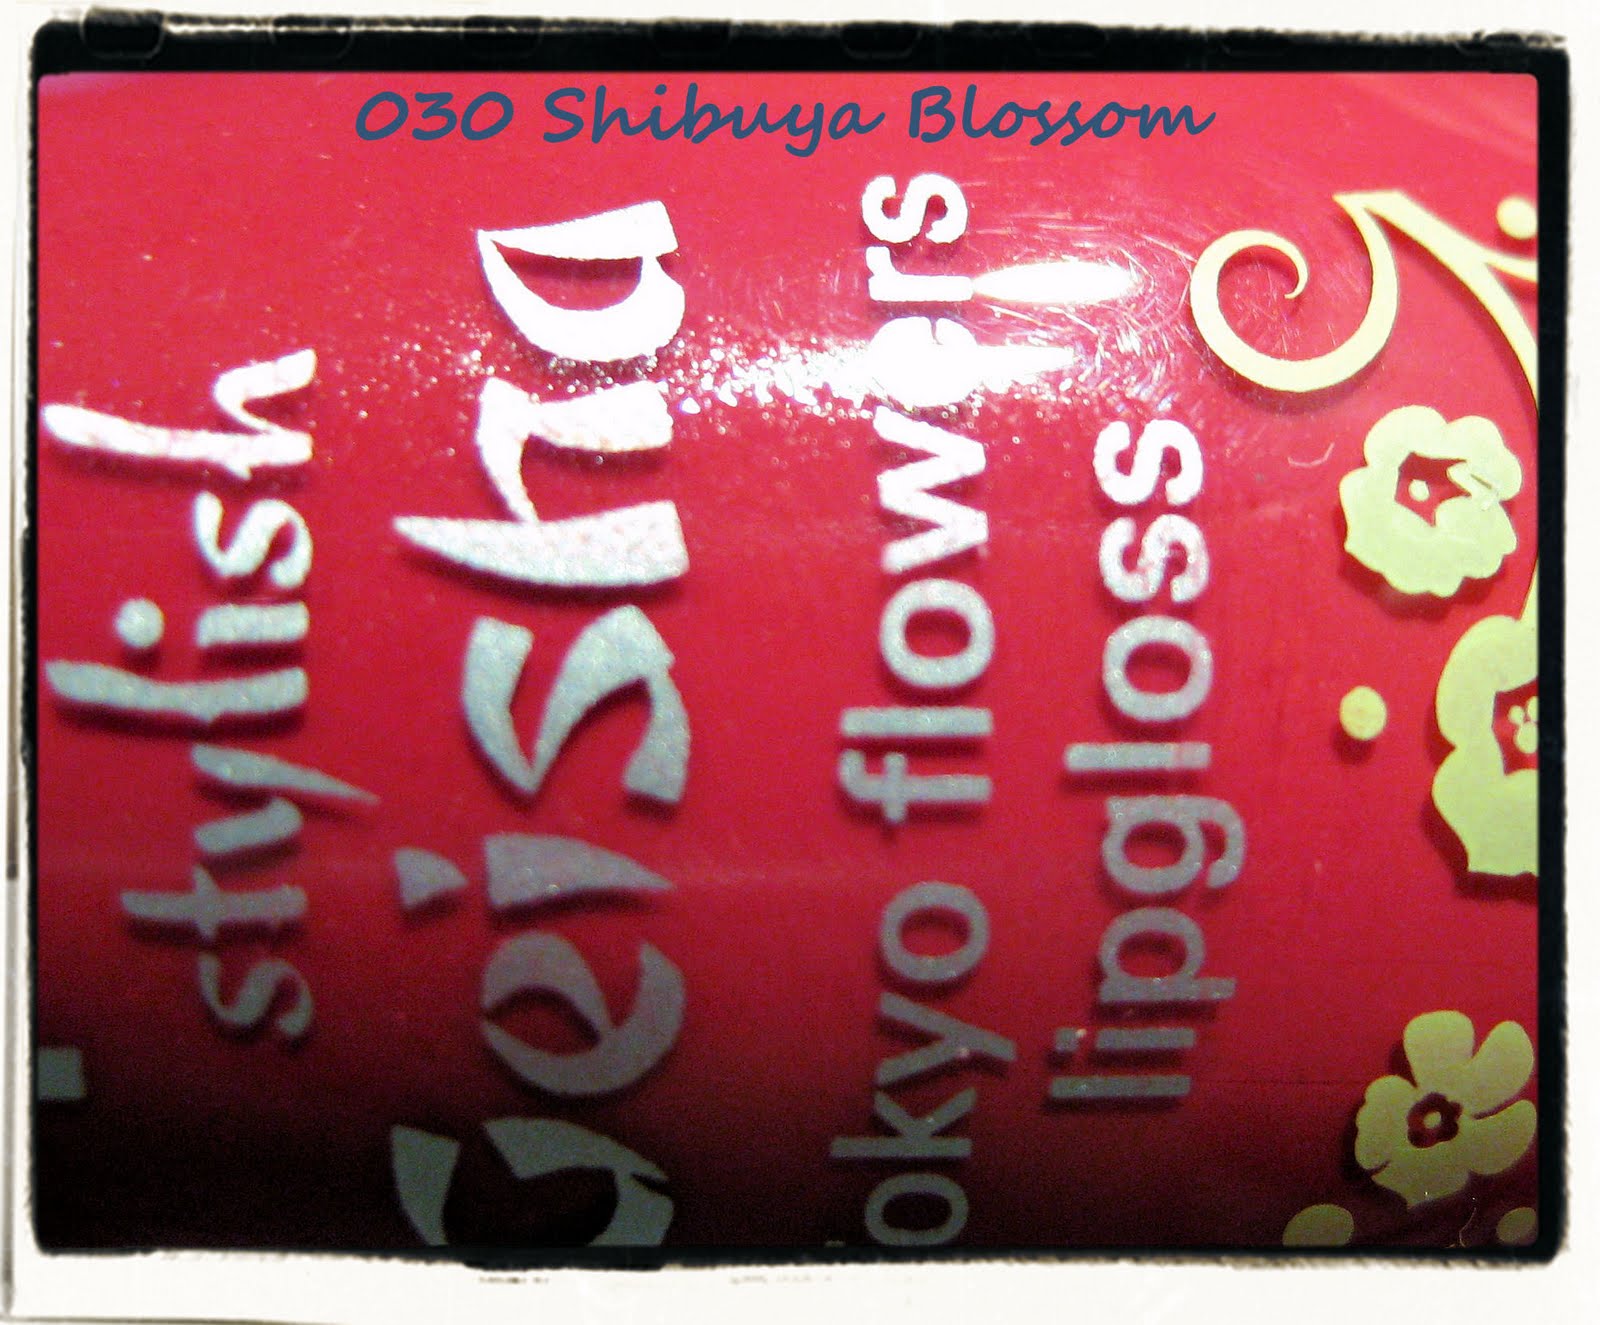 030 Shibuya Blossom
stylish
Geisha
okyo flowers
lipgloss